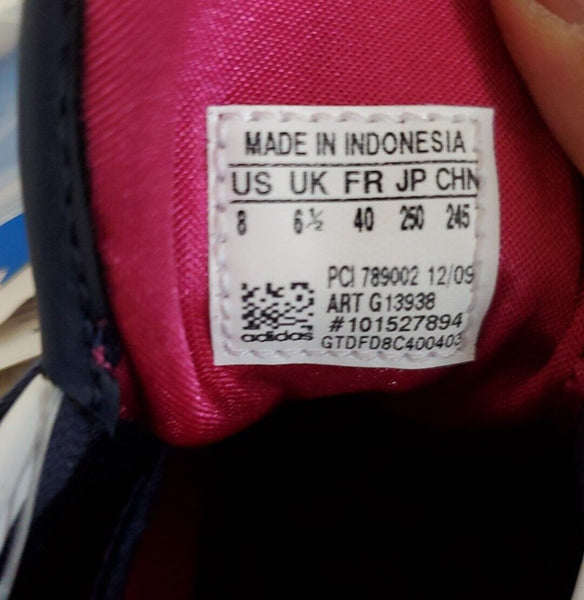 MADE IN INDONESIA
US UK FR JP CHN
8 6½ 40 250 245
PCI 789002 12/09
ART G13938
#101527894
adidas GTDFD8C400403